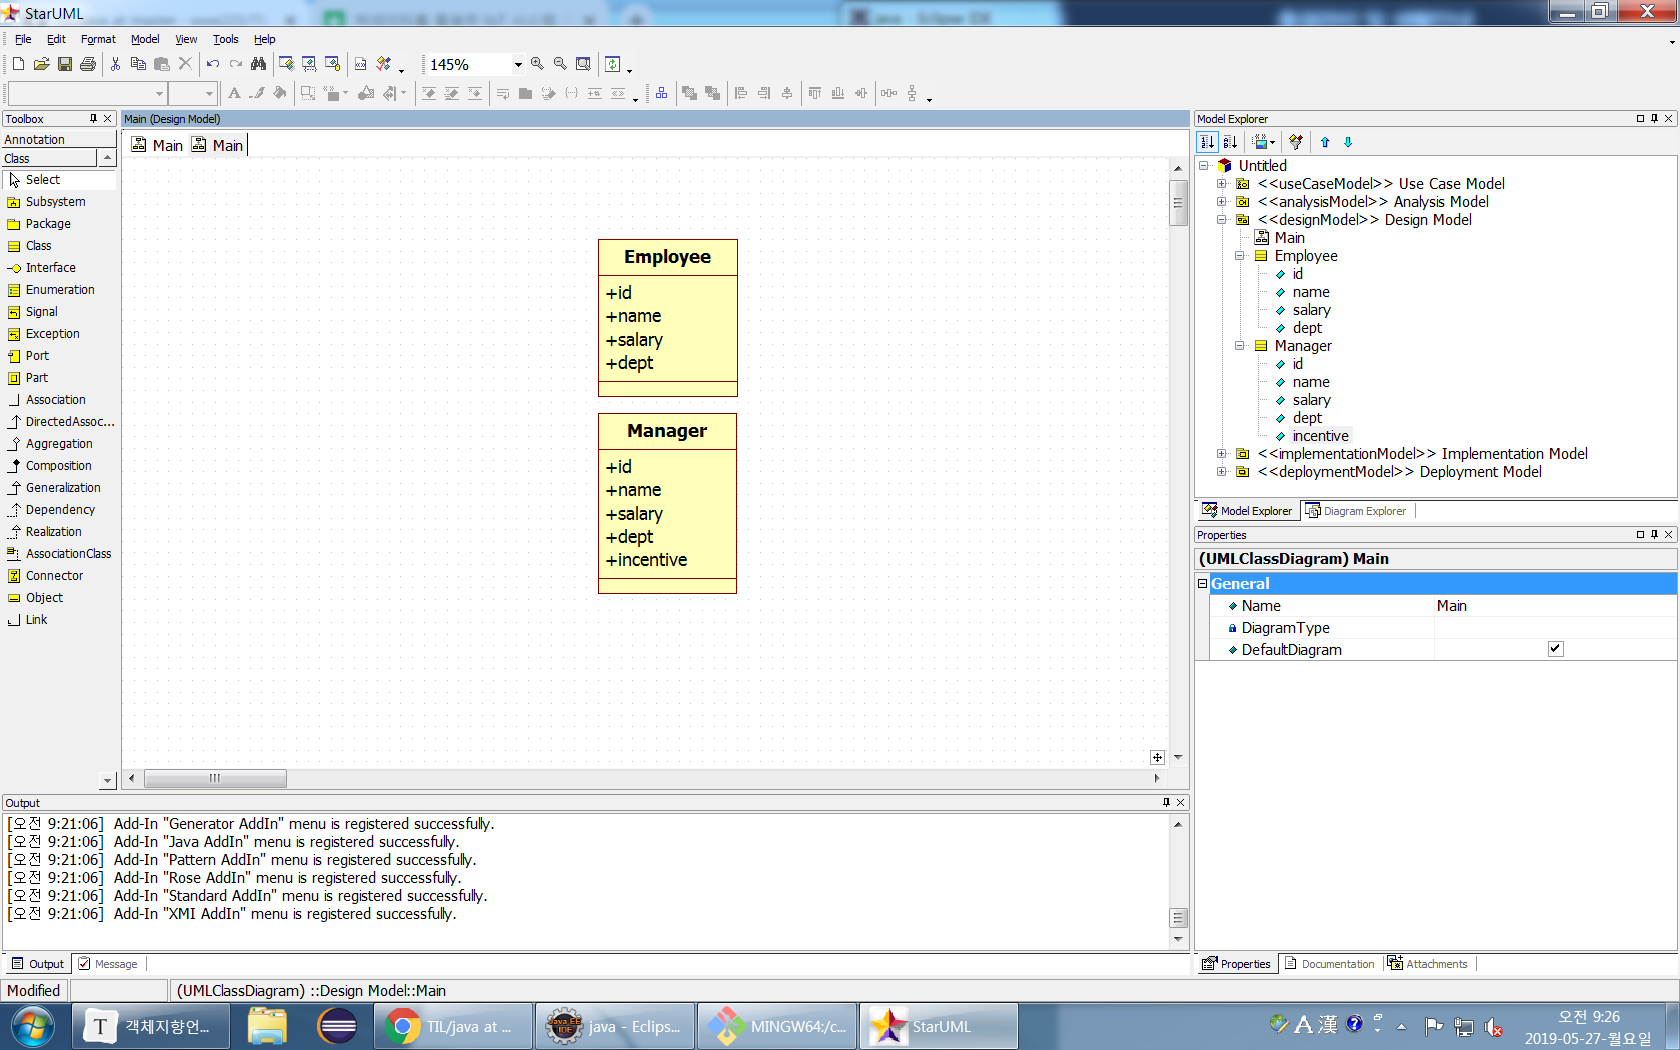 StarUML
java - Eclipse IDE
File Edit Format Model View Tools Help
145%
Toolbox
Annotation
Class
Select
Subsystem
Package
Class
Interface
Enumeration
Signal
Exception
Port
Part
Association
DirectedAssoc...
Aggregation
Composition
Generalization
Dependency
Realization
AssociationClass
Connector
Object
Link
Main (Design Model)
Main Main
Employee
+id
+name
+salary
+dept
Manager
+id
+name
+salary
+dept
+incentive
Model Explorer
Untitled
<<useCaseModel>> Use Case Model
<<analysisModel>> Analysis Model
<<designModel>> Design Model
Main
Employee
id
name
salary
dept
Manager
id
name
salary
dept
incentive
<<implementationModel>> Implementation Model
<<deploymentModel>> Deployment Model
Model Explorer Diagram Explorer
Properties
(UMLClassDiagram) Main
General
Name Main
DiagramType
DefaultDiagram
Properties Documentation Attachments
Output
[오전 9:21:06] Add-In "Generator AddIn" menu is registered successfully.
[오전 9:21:06] Add-In "Java AddIn" menu is registered successfully.
[오전 9:21:06] Add-In "Pattern AddIn" menu is registered successfully.
[오전 9:21:06] Add-In "Rose AddIn" menu is registered successfully.
[오전 9:21:06] Add-In "Standard AddIn" menu is registered successfully.
[오전 9:21:06] Add-In "XMI AddIn" menu is registered successfully.
Output Message
Modified (UMLClassDiagram) ::Design Model::Main
T 객체지향언... TIL/java at ... java - Eclips... MINGW64:/c... StarUML
A 漢
오전 9:26
2019-05-27-월요일